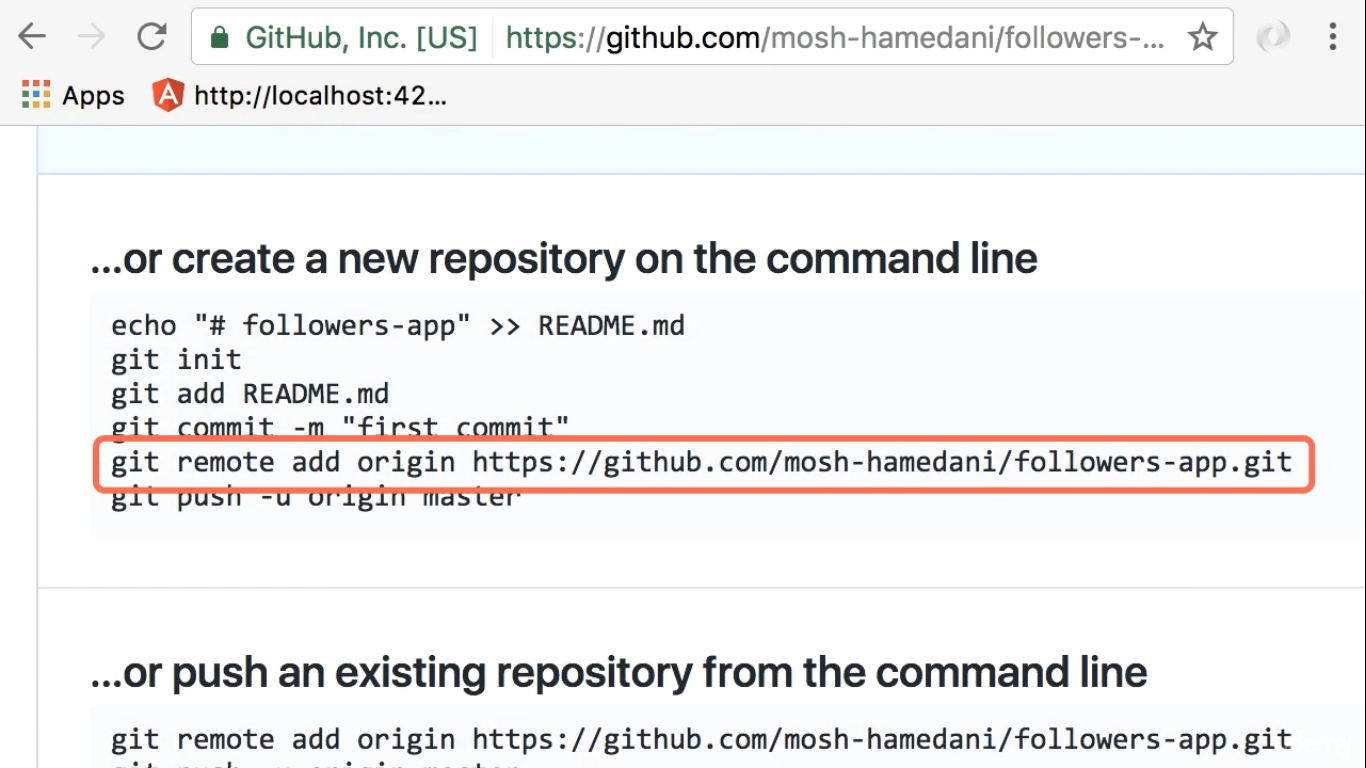 GitHub, Inc. [US] https://github.com/mosh-hamedani/followers-...
Apps http://localhost:42...
...or create a new repository on the command line
echo "# followers-app" >> README.md
git init
git add README.md
git commit -m "first commit"
git remote add origin https://github.com/mosh-hamedani/followers-app.git
git push -u origin master
...or push an existing repository from the command line
git remote add origin https://github.com/mosh-hamedani/followers-app.git